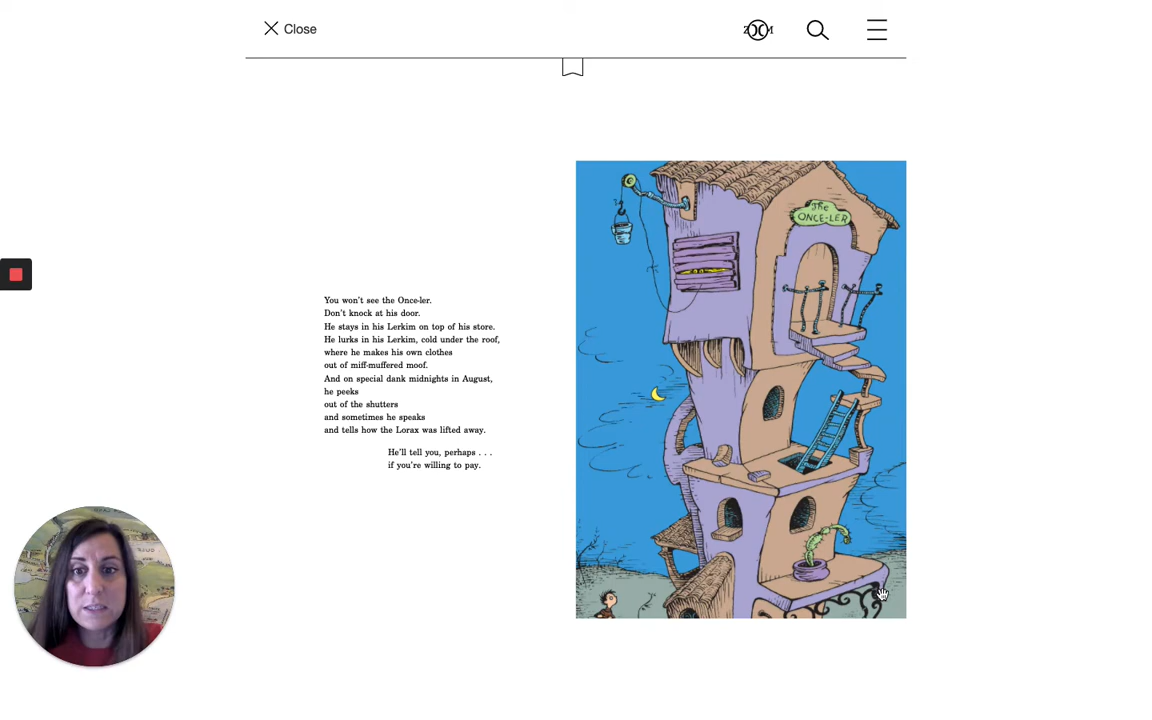 Close
ZOOM
The
ONCE-LER
You won't see the Once-ler.
Don't knock at his door.
He stays in his Lerkim on top of his store.
He lurks in his Lerkim, cold under the roof,
where he makes his own clothes
out of miff-muffered moof.
And on special dank midnights in August,
he peeks
out of the shutters
and sometimes he speaks
and tells how the Lorax was lifted away.
He'll tell you, perhaps . . .
if you're willing to pay.